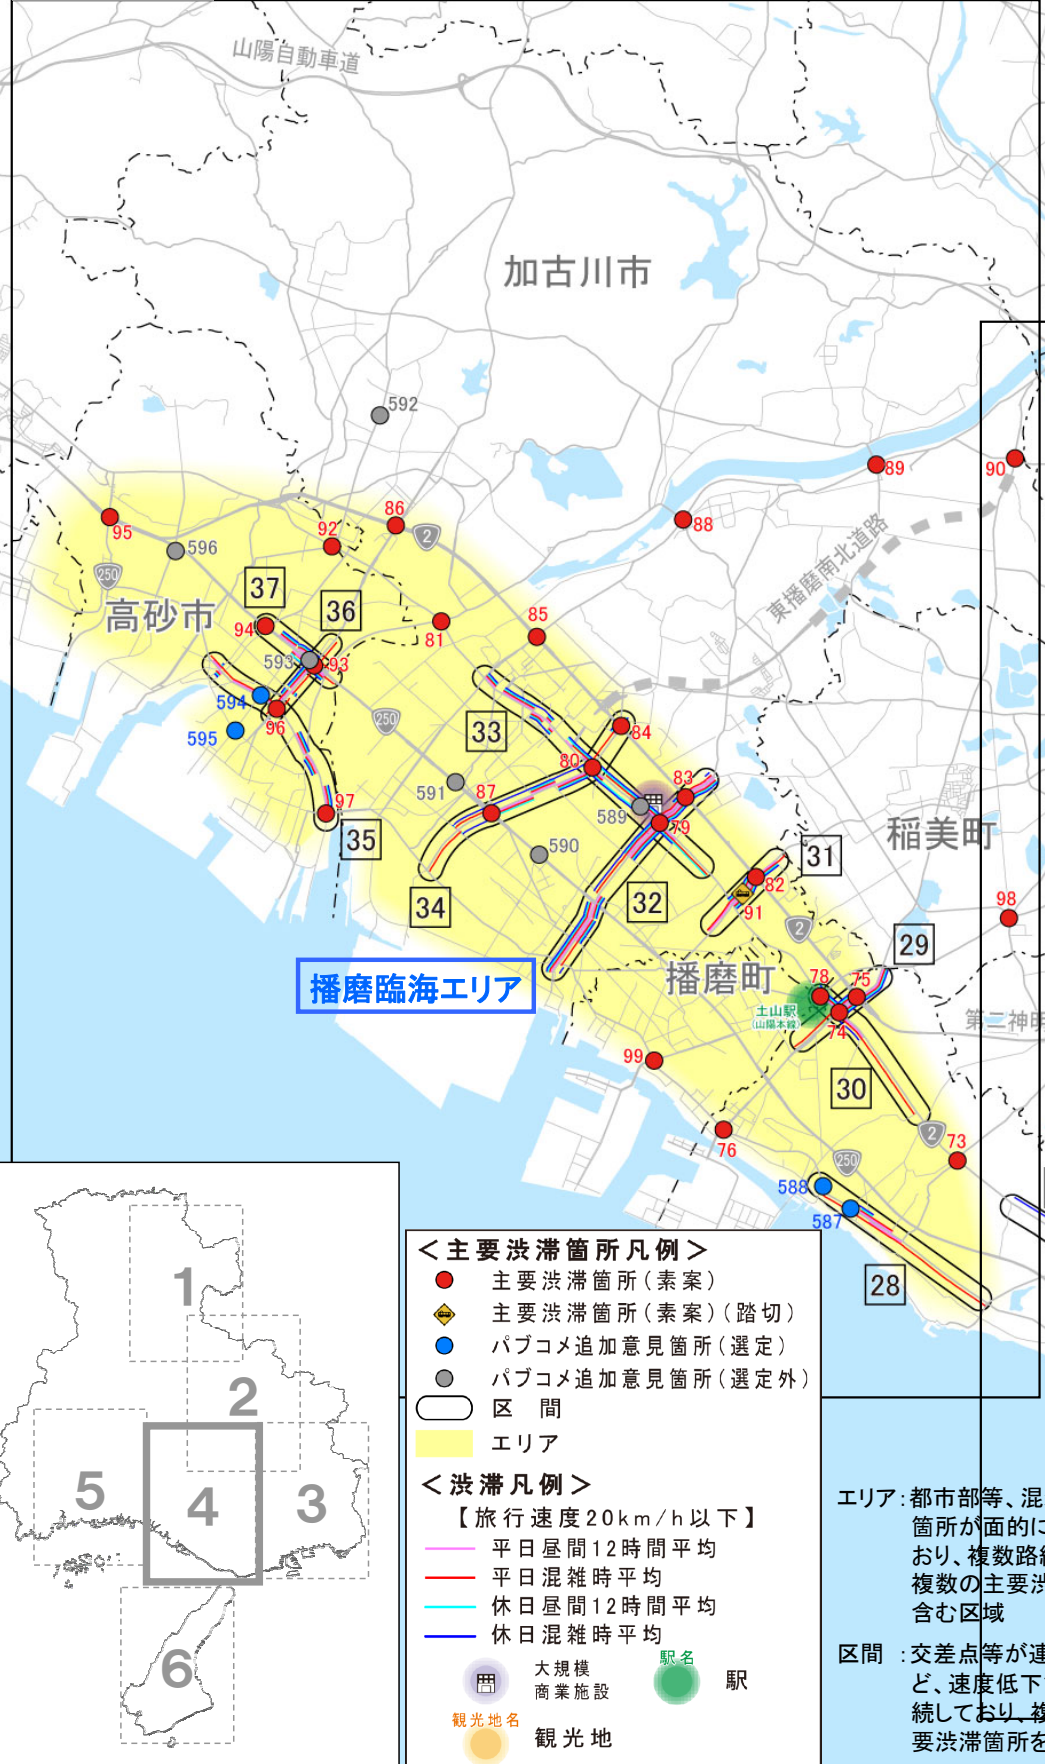 山陽自動車道
加古川市
592
89
90
88
86
2
92
95
596
250
高砂市
東播磨南北道路
37
36
94
593
93
81
85
594
96
595
250
33
84
80
83
591
87
589
79
97
35
590
稲美町
31
82
91
32
34
98
2
29
播磨町
78
75
土山駅
(山陽本線)
74
第二神明
播磨臨海エリア
99
30
76
2
73
250
588
587
28
<主要渋滞箇所凡例>
主要渋滞箇所(素案)
主要渋滞箇所(素案)(踏切)
パブコメ追加意見箇所(選定)
パブコメ追加意見箇所(選定外)
区 間
エリア
<渋滞凡例>
【旅行速度20km/h以下】
平日昼間12時間平均
平日混雑時平均
休日昼間12時間平均
休日混雑時平均
大規模
商業施設
駅名
駅
観光地名
観光地
1
2
3
4
5
6
エリア:都市部等、混
箇所が面的に
おり、複数路
複数の主要渋
含む区域
区間 :交差点等が連
ど、速度低下
続しており、複
要渋滞箇所を